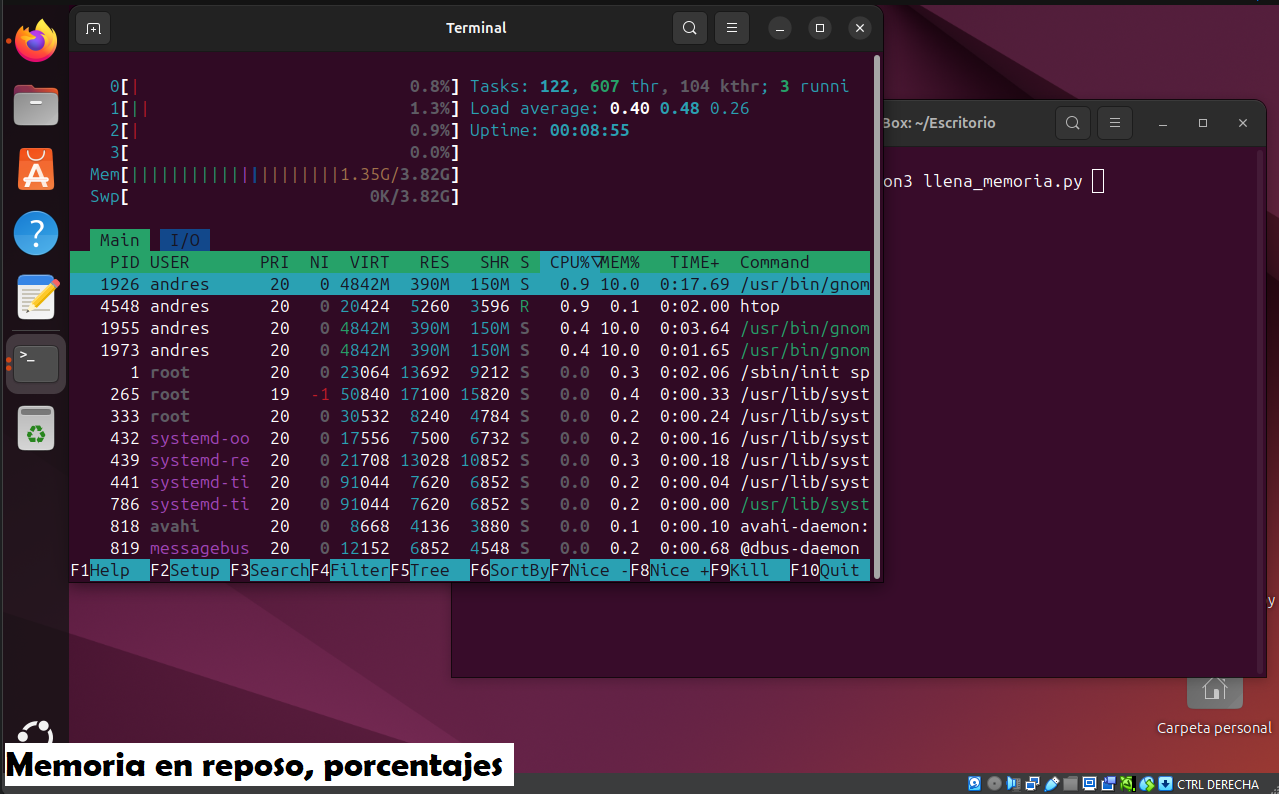 Terminal
0[| 0.8%] Tasks: 122, 607 thr, 104 kthr; 3 runni
1[|| 1.3%] Load average: 0.40 0.48 0.26
2[| 0.9%] Uptime: 00:08:55
3[ 0.0%]
Mem[|||||||||||||||||||||1.35G/3.82G]
Swp[ 0K/3.82G]
Main I/O
PID USER PRI NI VIRT RES SHR S CPU%▽MEM% TIME+ Command
1926 andres 20 0 4842M 390M 150M S 0.9 10.0 0:17.69 /usr/bin/gnom
4548 andres 20 0 20424 5260 3596 R 0.9 0.1 0:02.00 htop
1955 andres 20 0 4842M 390M 150M S 0.4 10.0 0:03.64 /usr/bin/gnom
1973 andres 20 0 4842M 390M 150M S 0.4 10.0 0:01.65 /usr/bin/gnom
1 root 20 0 23064 13692 9212 S 0.0 0.3 0:02.06 /sbin/init sp
265 root 19 -1 50840 17100 15820 S 0.0 0.4 0:00.33 /usr/lib/syst
333 root 20 0 30532 8240 4784 S 0.0 0.2 0:00.24 /usr/lib/syst
432 systemd-oo 20 0 17556 7500 6732 S 0.0 0.2 0:00.16 /usr/lib/syst
439 systemd-re 20 0 21708 13028 10852 S 0.0 0.3 0:00.18 /usr/lib/syst
441 systemd-ti 20 0 91044 7620 6852 S 0.0 0.2 0:00.04 /usr/lib/syst
786 systemd-ti 20 0 91044 7620 6852 S 0.0 0.2 0:00.00 /usr/lib/syst
818 avahi 20 0 8668 4136 3880 S 0.0 0.1 0:00.10 avahi-daemon:
819 messagebus 20 0 12152 6852 4548 S 0.0 0.2 0:00.68 @dbus-daemon
F1Help F2Setup F3SearchF4FilterF5Tree F6SortByF7Nice -F8Nice +F9Kill F10Quit
Box: ~/Escritorio
on3 llena_memoria.py
y
Carpeta personal
Memoria en reposo, porcentajes
CTRL DERECHA